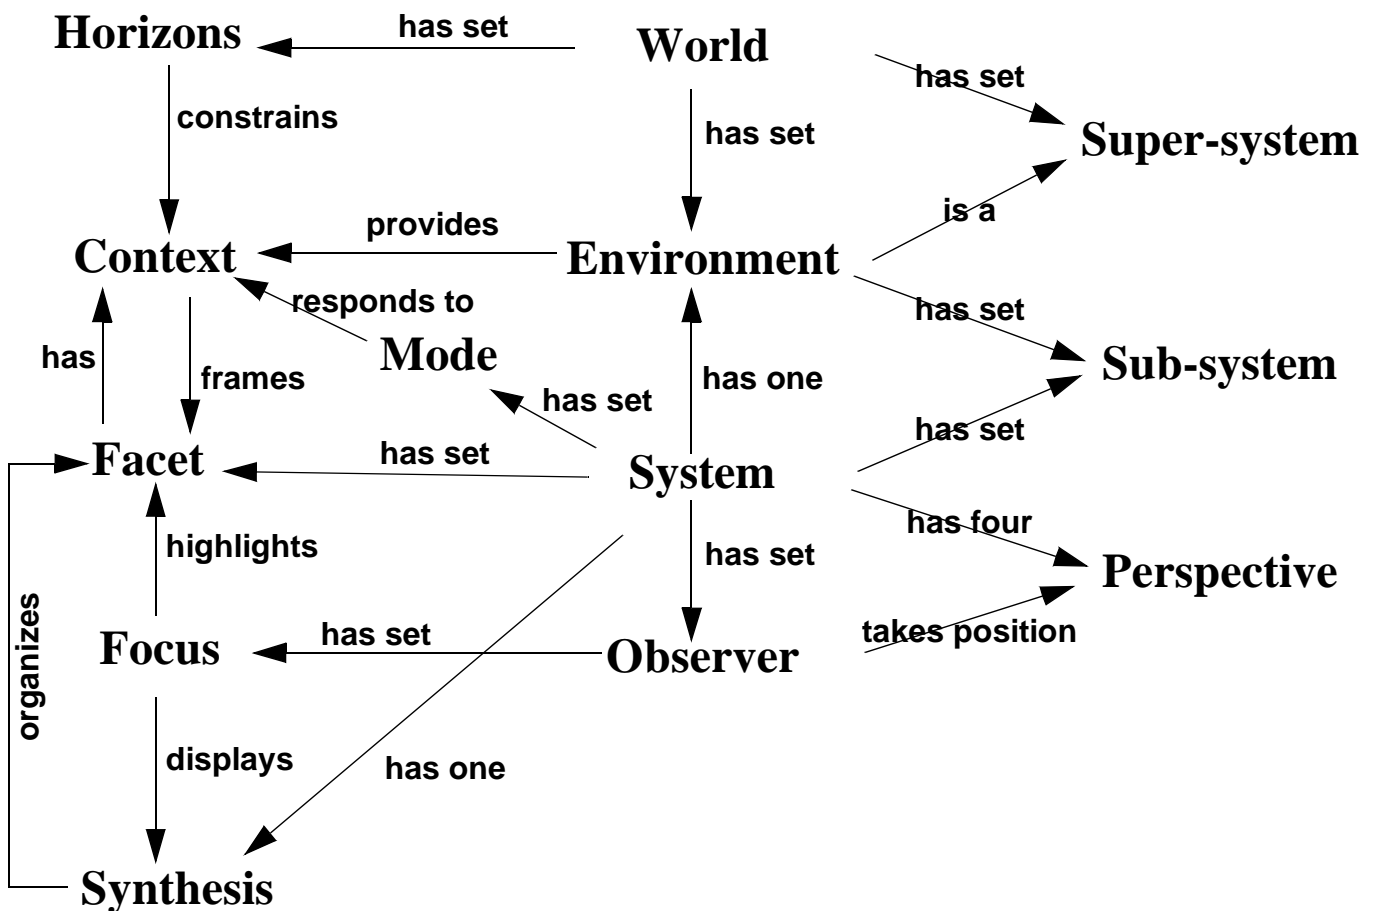 Horizons
has set
World
has set
constrains
has set
Super-system
provides
is a
Context
Environment
responds to
has set
has
Mode
frames
has one
Sub-system
has set
has set
Facet
has set
System
has four
highlights
has set
Perspective
organizes
Focus
has set
Observer
takes position
displays
has one
Synthesis